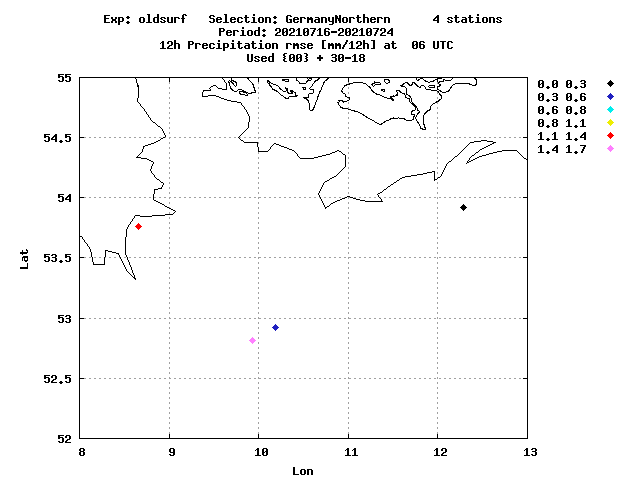 Exp: oldsurf   Selection: GermanyNorthern      4 stations
Period: 20210716-20210724
12h Precipitation rmse [mm/12h] at  06 UTC
Used {00} + 30-18
0.0 0.3
0.3 0.6
0.6 0.8
0.8 1.1
1.1 1.4
1.4 1.7
55
54.5
54
53.5
53
52.5
52
Lat
8 9 10 11 12 13
Lon